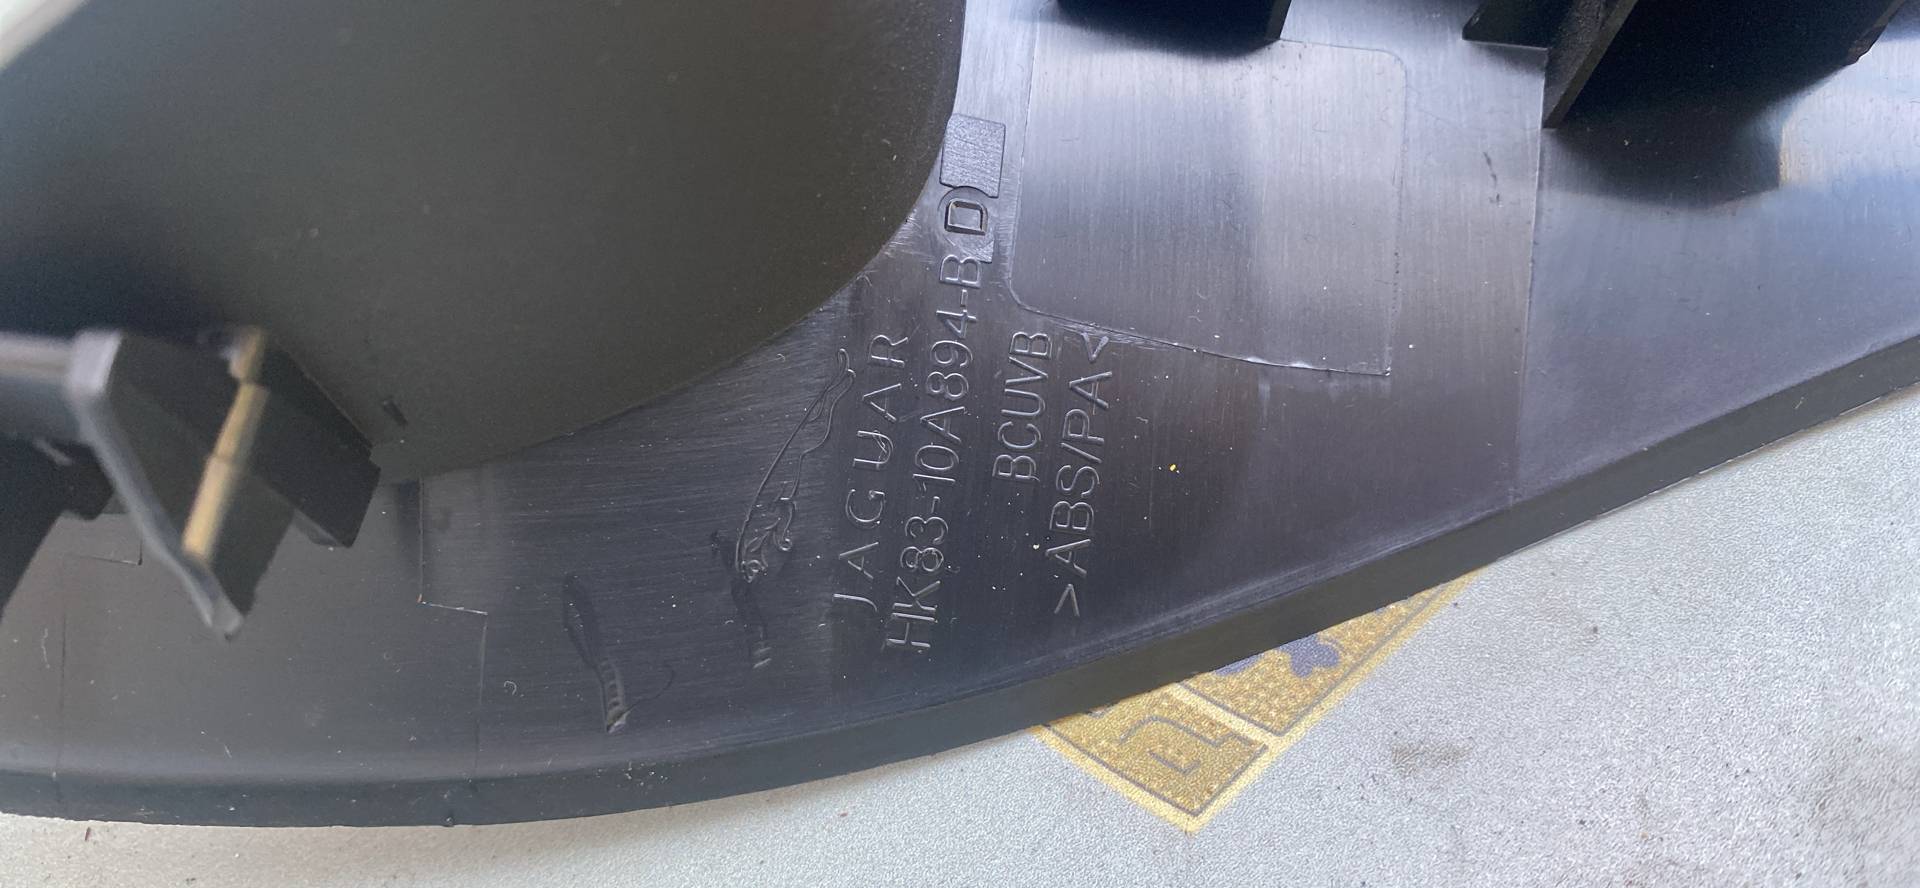 JAGUAR
HK83-10A894-BD
BCUVB
>ABS/PA<